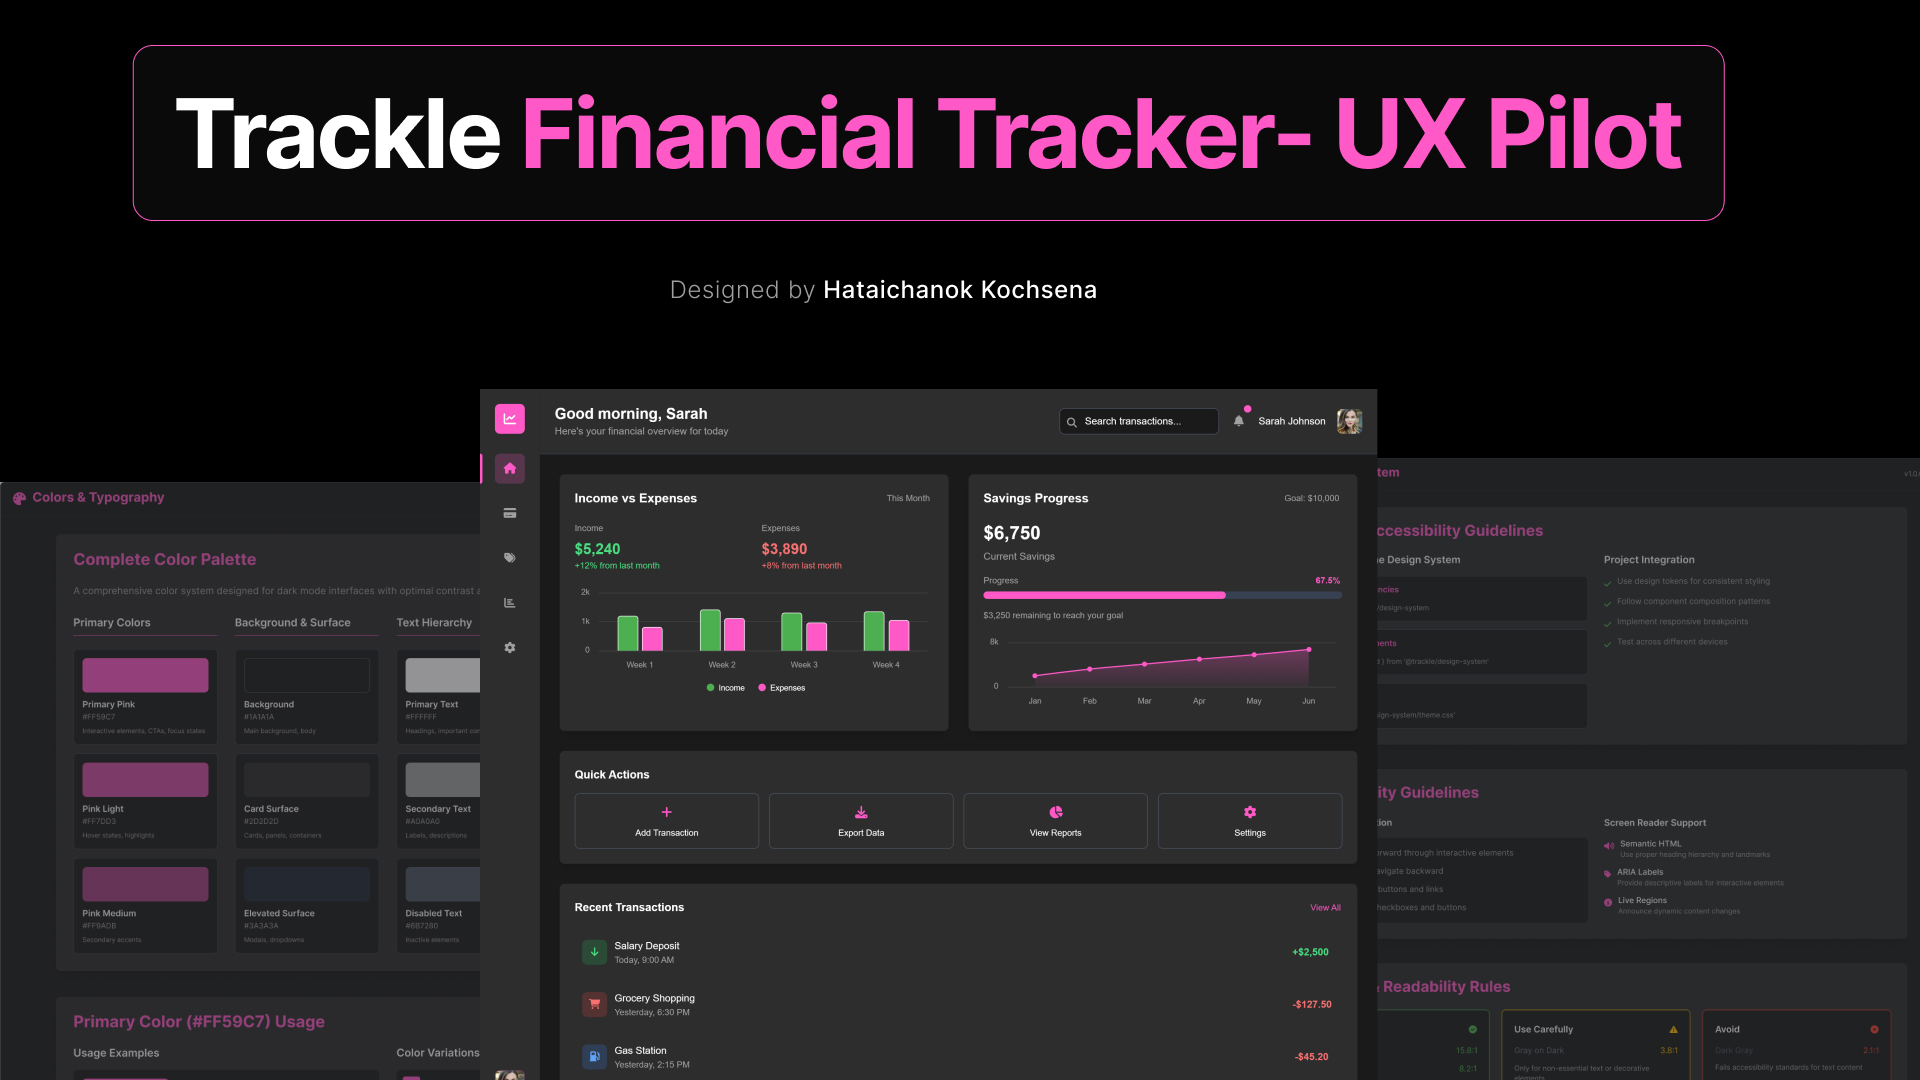 Trackle Financial Tracker- UX Pilot
Designed by Hataichanok Kochsena
Colors & Typography
Complete Color Palette
A comprehensive color system designed for dark mode interfaces with optimal contrast
Primary Colors
Background & Surface
Text Hierarchy
Primary Pink
#FF59C7
Interactive elements, CTAs, focus states
Background
#1A1A1A
Main background, body
Primary Text
#FFFFFF
Headings, important
Pink Light
#FF7DD3
Hover states, highlights
Card Surface
#2D2D2D
Cards, panels, containers
Secondary Text
#A0A0A0
Labels, descriptions
Pink Medium
#FF9ADB
Secondary accents
Elevated Surface
#3A3A3A
Modals, dropdowns
Disabled Text
#6B7280
Inactive elements
Primary Color (#FF59C7) Usage
Usage Examples
Color Variations
Good morning, Sarah
Here's your financial overview for today
Search transactions...
Sarah Johnson
Income vs Expenses
This Month
Income
Expenses
$5,240
$3,890
+12% from last month
+8% from last month
2k
1k
0
Week 1
Week 2
Week 3
Week 4
Income
Expenses
Savings Progress
Goal: $10,000
$6,750
Current Savings
Progress
67.5%
$3,250 remaining to reach your goal
8k
0
Jan
Feb
Mar
Apr
May
Jun
Quick Actions
Add Transaction
Export Data
View Reports
Settings
Recent Transactions
View All
Salary Deposit
Today, 9:00 AM
+$2,500
Grocery Shopping
Yesterday, 6:30 PM
-$127.50
Gas Station
Yesterday, 2:15 PM
-$45.20
tem
v1.0
ccessibility Guidelines
e Design System
Project Integration
encies
/design-system
Use design tokens for consistent styling
Follow component composition patterns
Implement responsive breakpoints
Test across different devices
nents
} from '@trackle/design-system'
ign-system/theme.css'
ity Guidelines
ion
Screen Reader Support
orward through interactive elements
avigate backward
buttons and links
heckboxes and buttons
Semantic HTML
Use proper heading hierarchy and landmarks
ARIA Labels
Provide descriptive labels for interactive elements
Live Regions
Announce dynamic content changes
Readability Rules
15.8:1
8.2:1
Use Carefully
Gray on Dark
3.8:1
Only for non-essential text or decorative
elements
Avoid
Dark Gray
2.1:1
Fails accessibility standards for text content